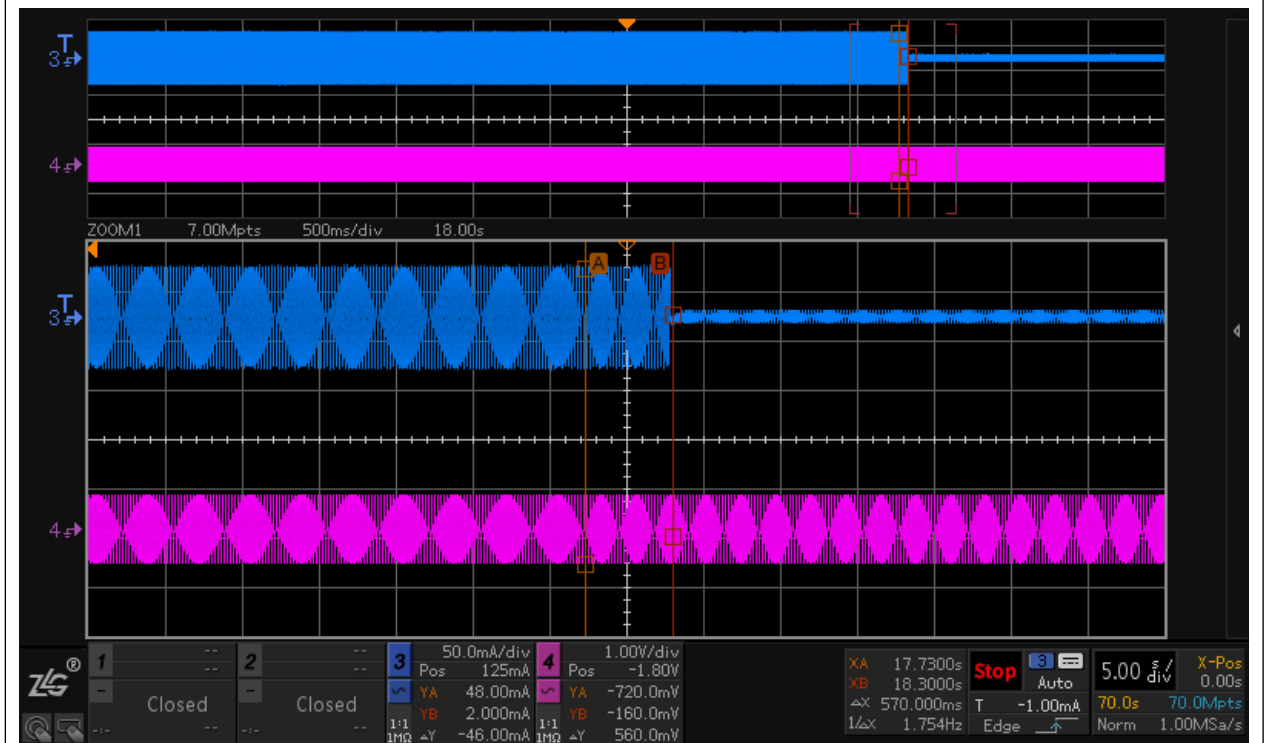 T
3
4
ZOOM1 7.00Mpts 500ms/div 18.00s
A B
T
3
4
ZLG®
1 -- --
- Closed
-:-
2 -- --
- Closed
-:-
3 50.0mA/div
Pos 125mA
YA 48.00mA
YB 2.000mA
1:1 1MΩ ⊿Y -46.00mA
4 1.00V/div
Pos -1.80V
YA -720.0mV
YB -160.0mV
1:1 1MΩ ⊿Y 560.0mV
XA 17.7300s
XB 18.3000s
⊿X 570.000ms
1/⊿X 1.754Hz
Stop 3 Auto
T -1.00mA
Edge
5.00 s/div X-Pos 0.00s
70.0s 70.0Mpts
Norm 1.00MSa/s